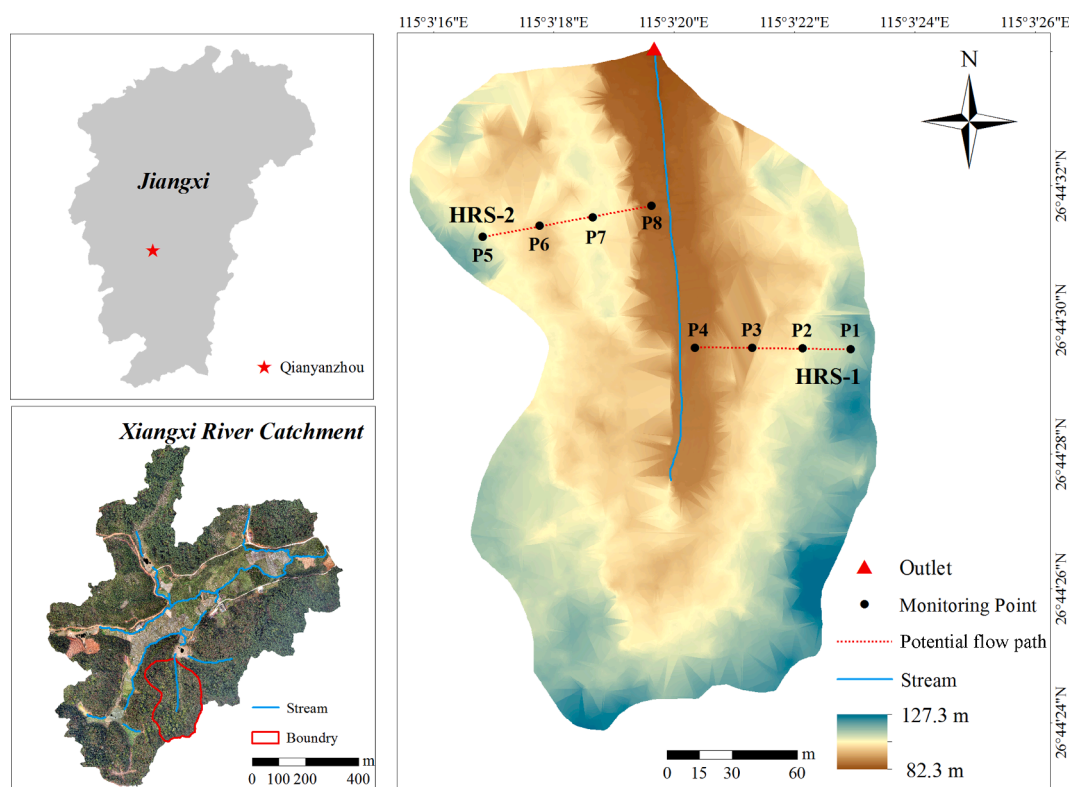 Jiangxi
Qianyanzhou
Xiangxi River Catchment
Stream
Boundry
m
0 100 200 400
115°3'16"E 115°3'18"E 115°3'20"E 115°3'22"E 115°3'24"E 115°3'26"E
N
26°44'32"N
26°44'30"N
26°44'28"N
26°44'26"N
26°44'24"N
HRS-2
P5 P6 P7 P8
P4 P3 P2 P1
HRS-1
Outlet
Monitoring Point
Potential flow path
Stream
127.3 m
82.3 m
m
0 15 30 60